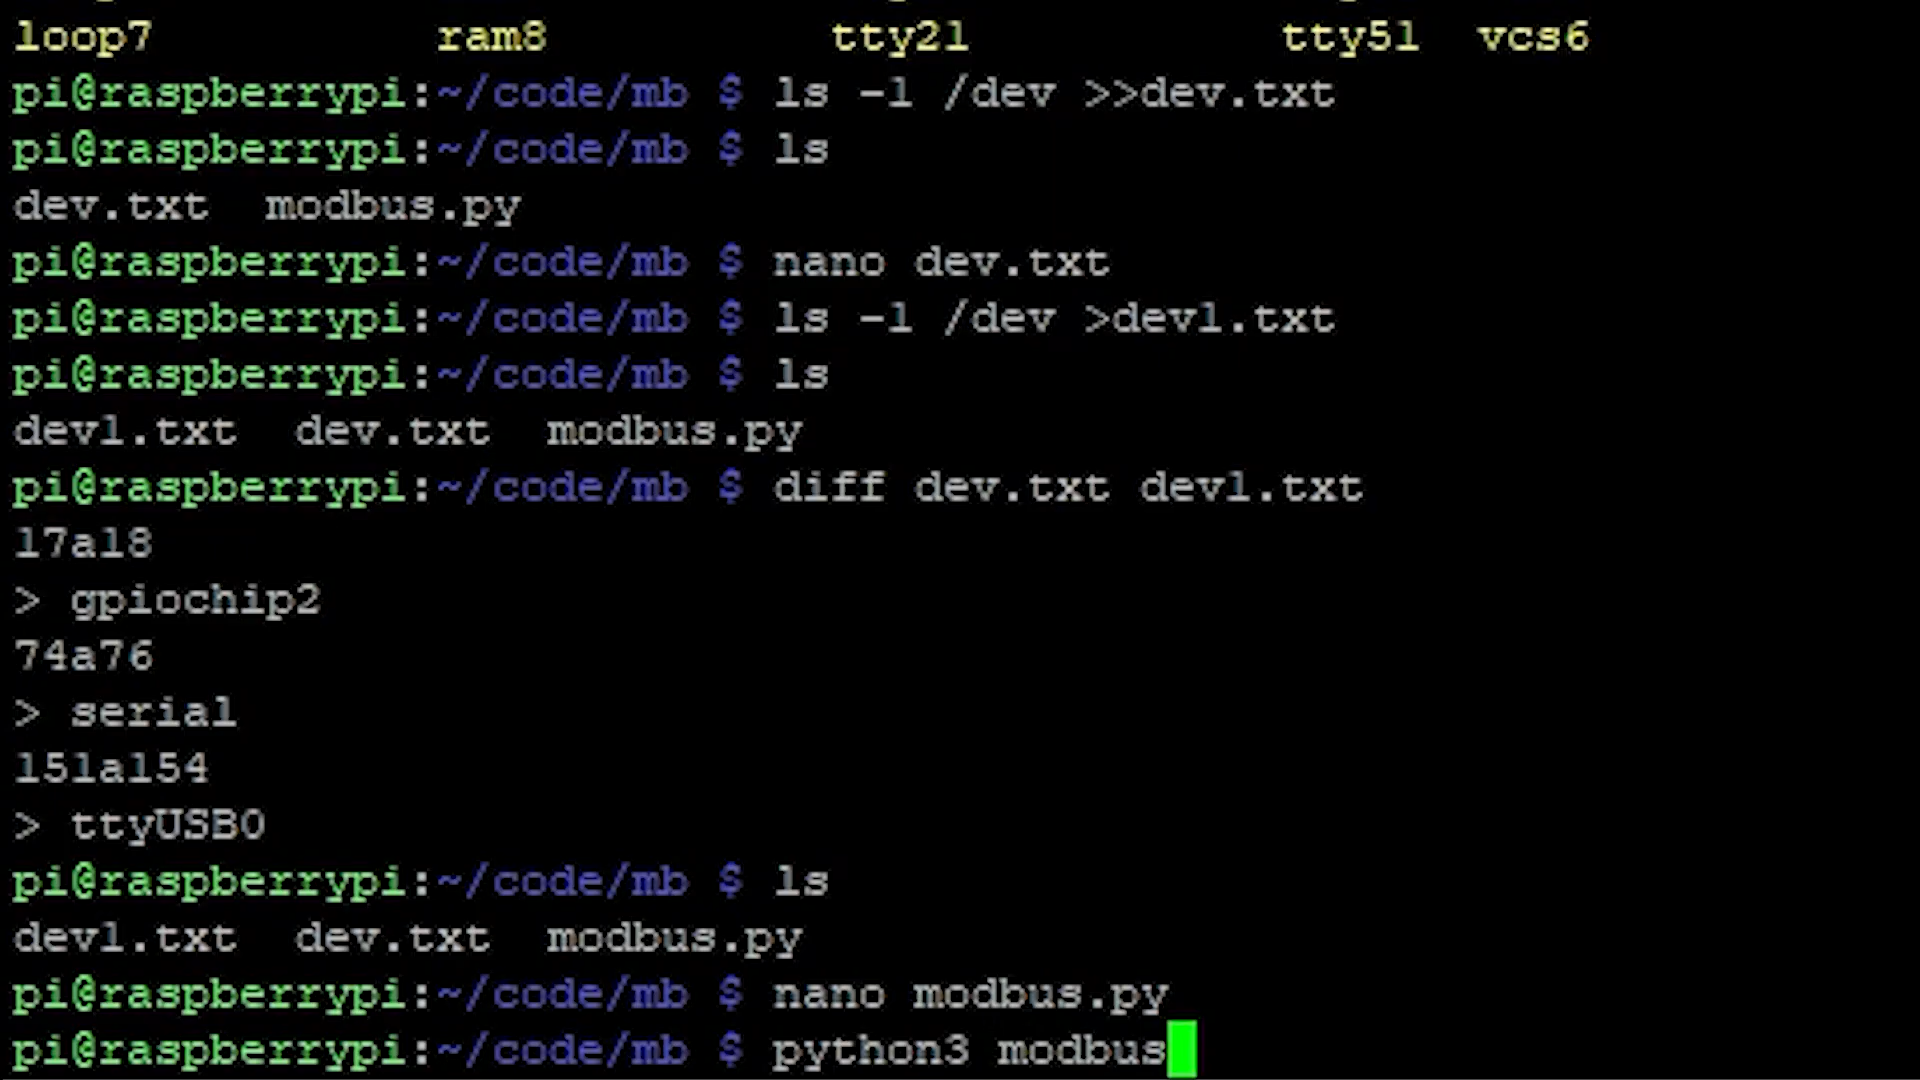 loop7 ram8 tty21 tty51 vcs6
pi@raspberrypi:~/code/mb $ ls -1 /dev >>dev.txt
pi@raspberrypi:~/code/mb $ ls
dev.txt modbus.py
pi@raspberrypi:~/code/mb $ nano dev.txt
pi@raspberrypi:~/code/mb $ ls -1 /dev >dev1.txt
pi@raspberrypi:~/code/mb $ ls
dev1.txt dev.txt modbus.py
pi@raspberrypi:~/code/mb $ diff dev.txt dev1.txt
17a18
> gpiochip2
74a76
> serial
151a154
> ttyUSB0
pi@raspberrypi:~/code/mb $ ls
dev1.txt dev.txt modbus.py
pi@raspberrypi:~/code/mb $ nano modbus.py
pi@raspberrypi:~/code/mb $ python3 modbus